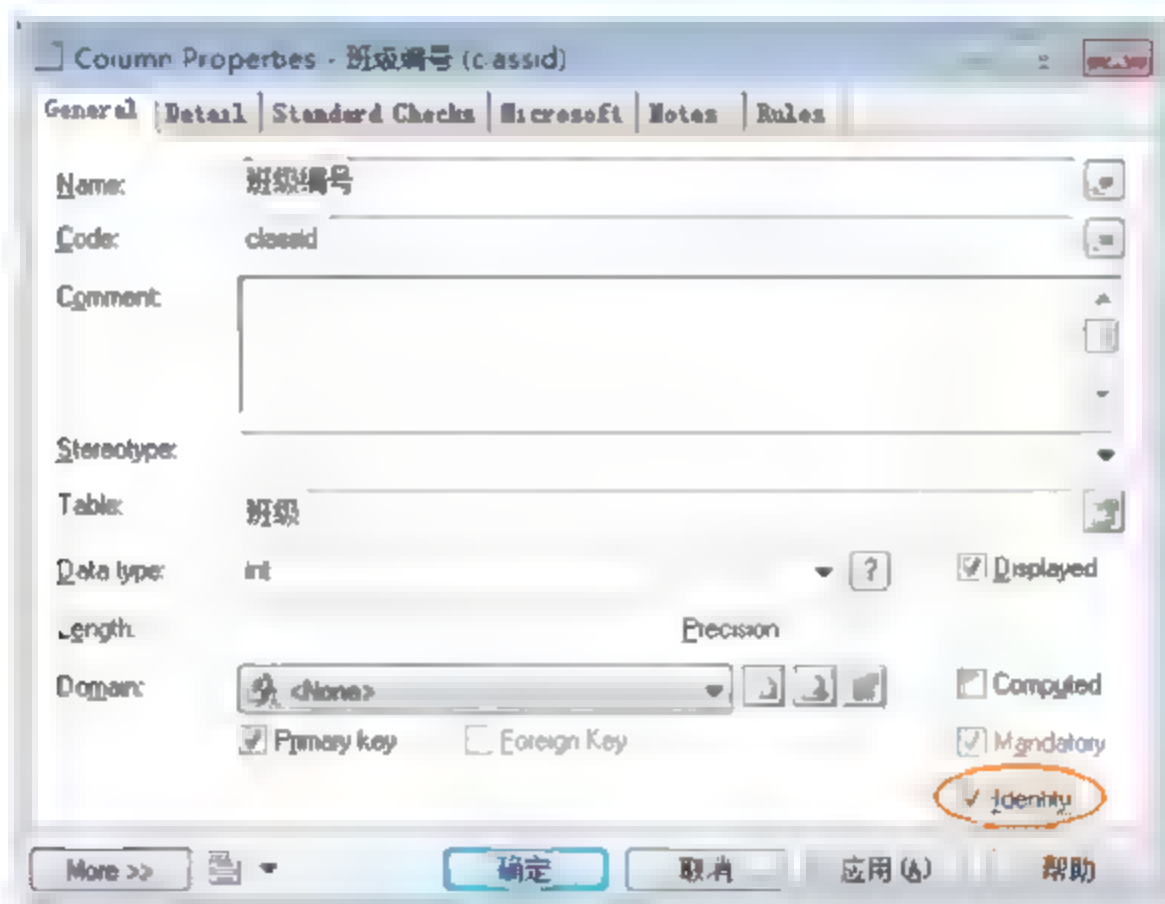 Column Properties - 班级编号 (classid)
General Detail Standard Checks Microsoft Notes Rules
Name: 班级编号
Code: classid
Comment:
Stereotype:
Table: 班级
Data type: int ? Displayed
Length: Precision
Domain: <None> Computed
Primary key Foreign Key Mandatory
Identity
More >> 确定 取消 应用(A) 帮助